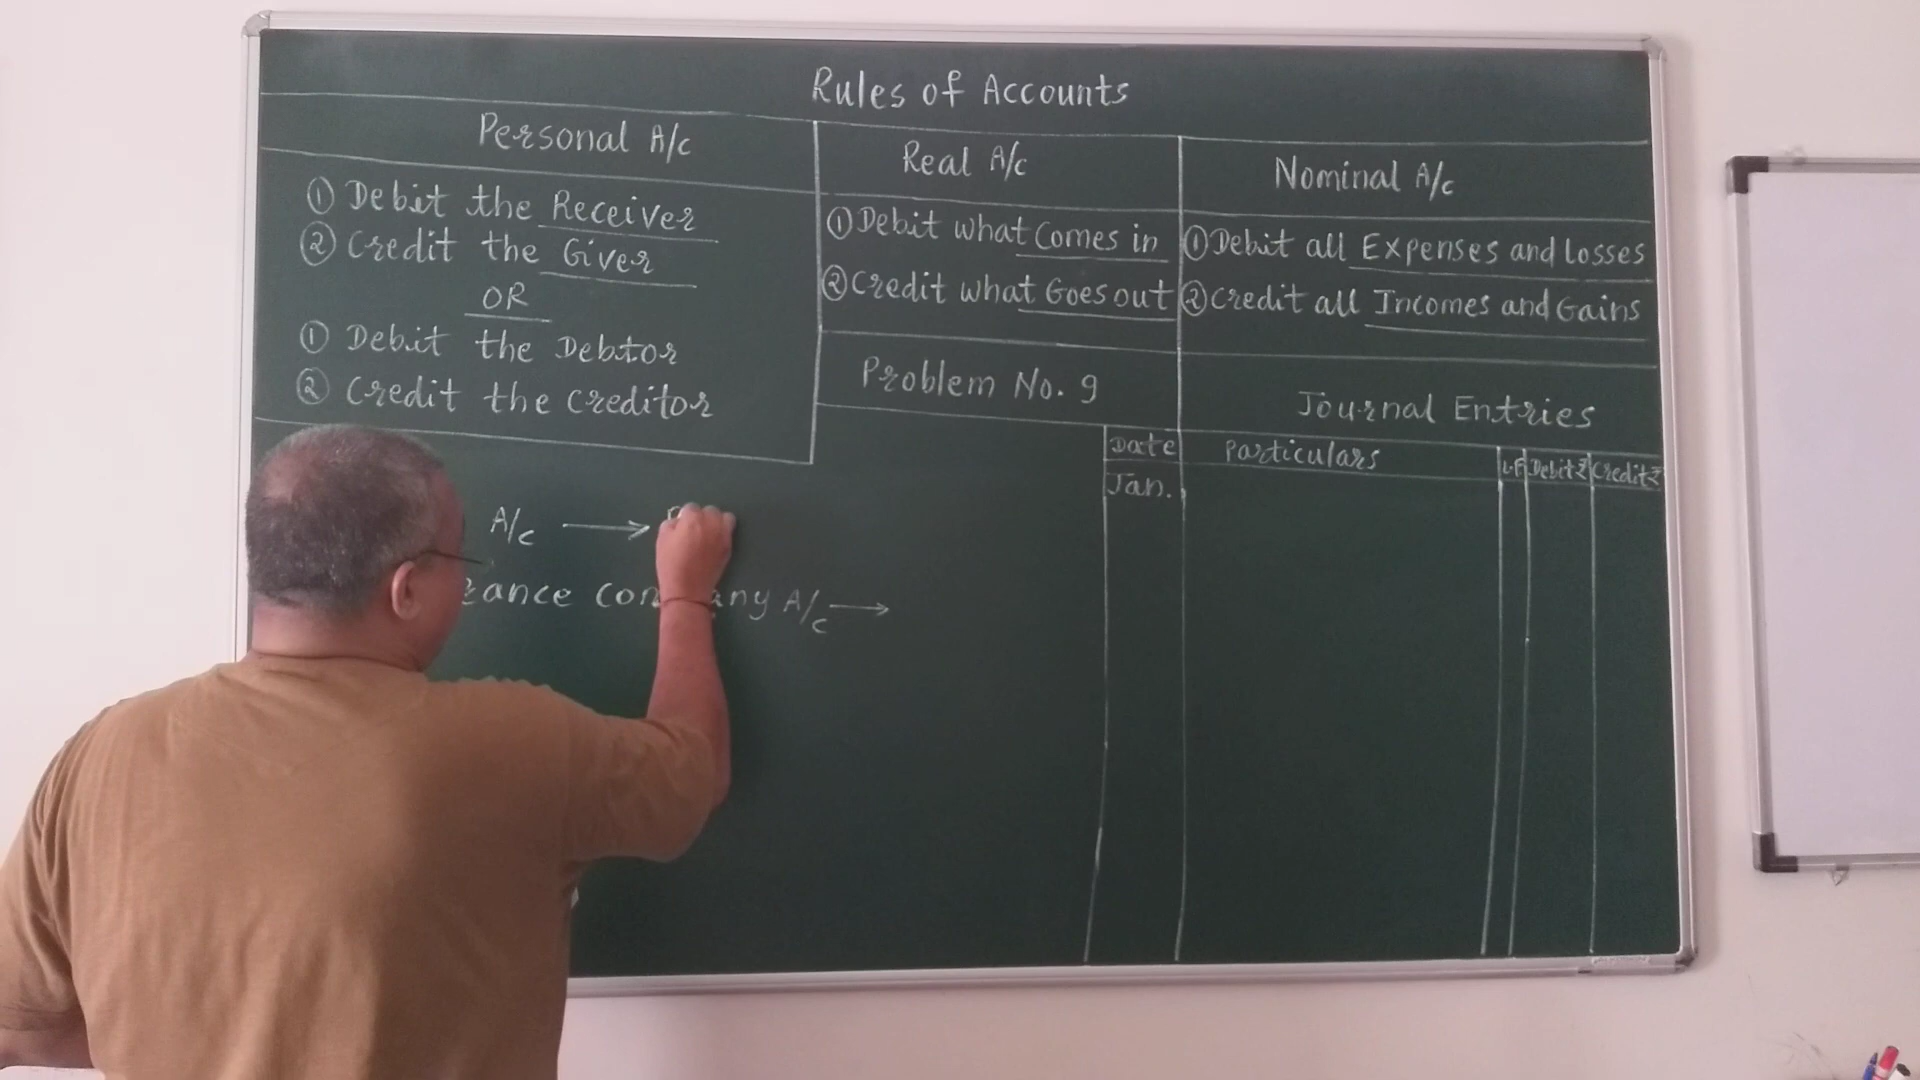 Rules of Accounts
Personal A/c
① Debit the Receiver
② Credit the Giver
OR
① Debit the Debtor
② Credit the Creditor
Real A/c
① Debit what Comes in
② Credit what Goes out
Nominal A/c
① Debit all Expenses and Losses
② Credit all Incomes and Gains
Problem No. 9
Journal Entries
Date Particulars L.F Debit ₹ Credit ₹
Jan.
A/c →
Company A/c →